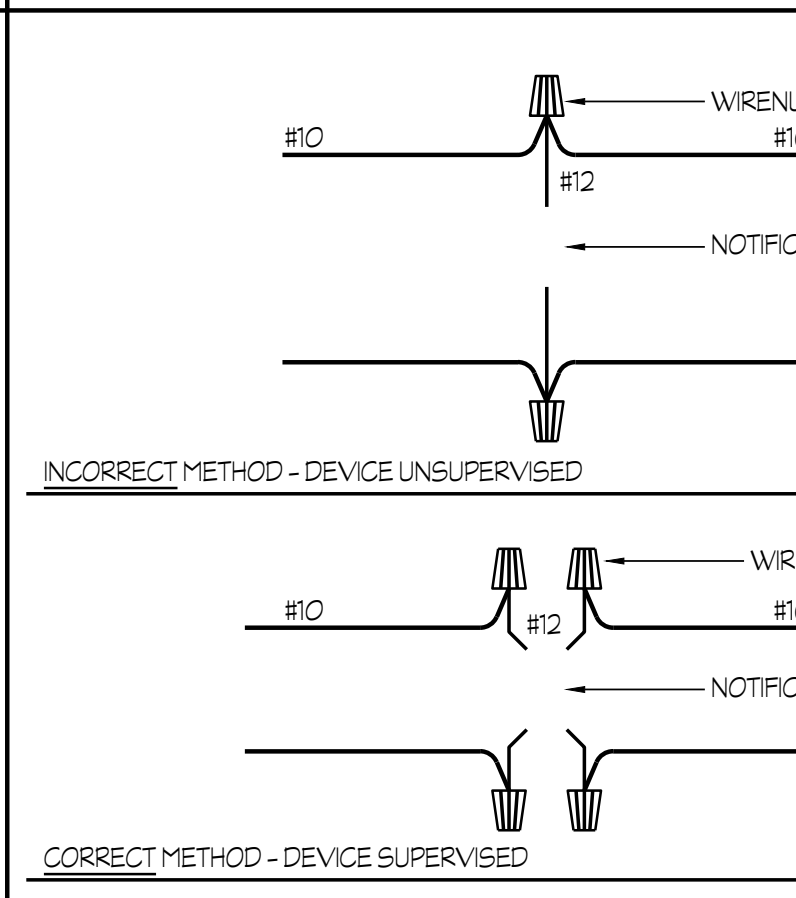 WIRENU
#10 #1
#12
NOTIFIC
INCORRECT METHOD - DEVICE UNSUPERVISED
WIR
#10 #1
#12
NOTIFIC
CORRECT METHOD - DEVICE SUPERVISED